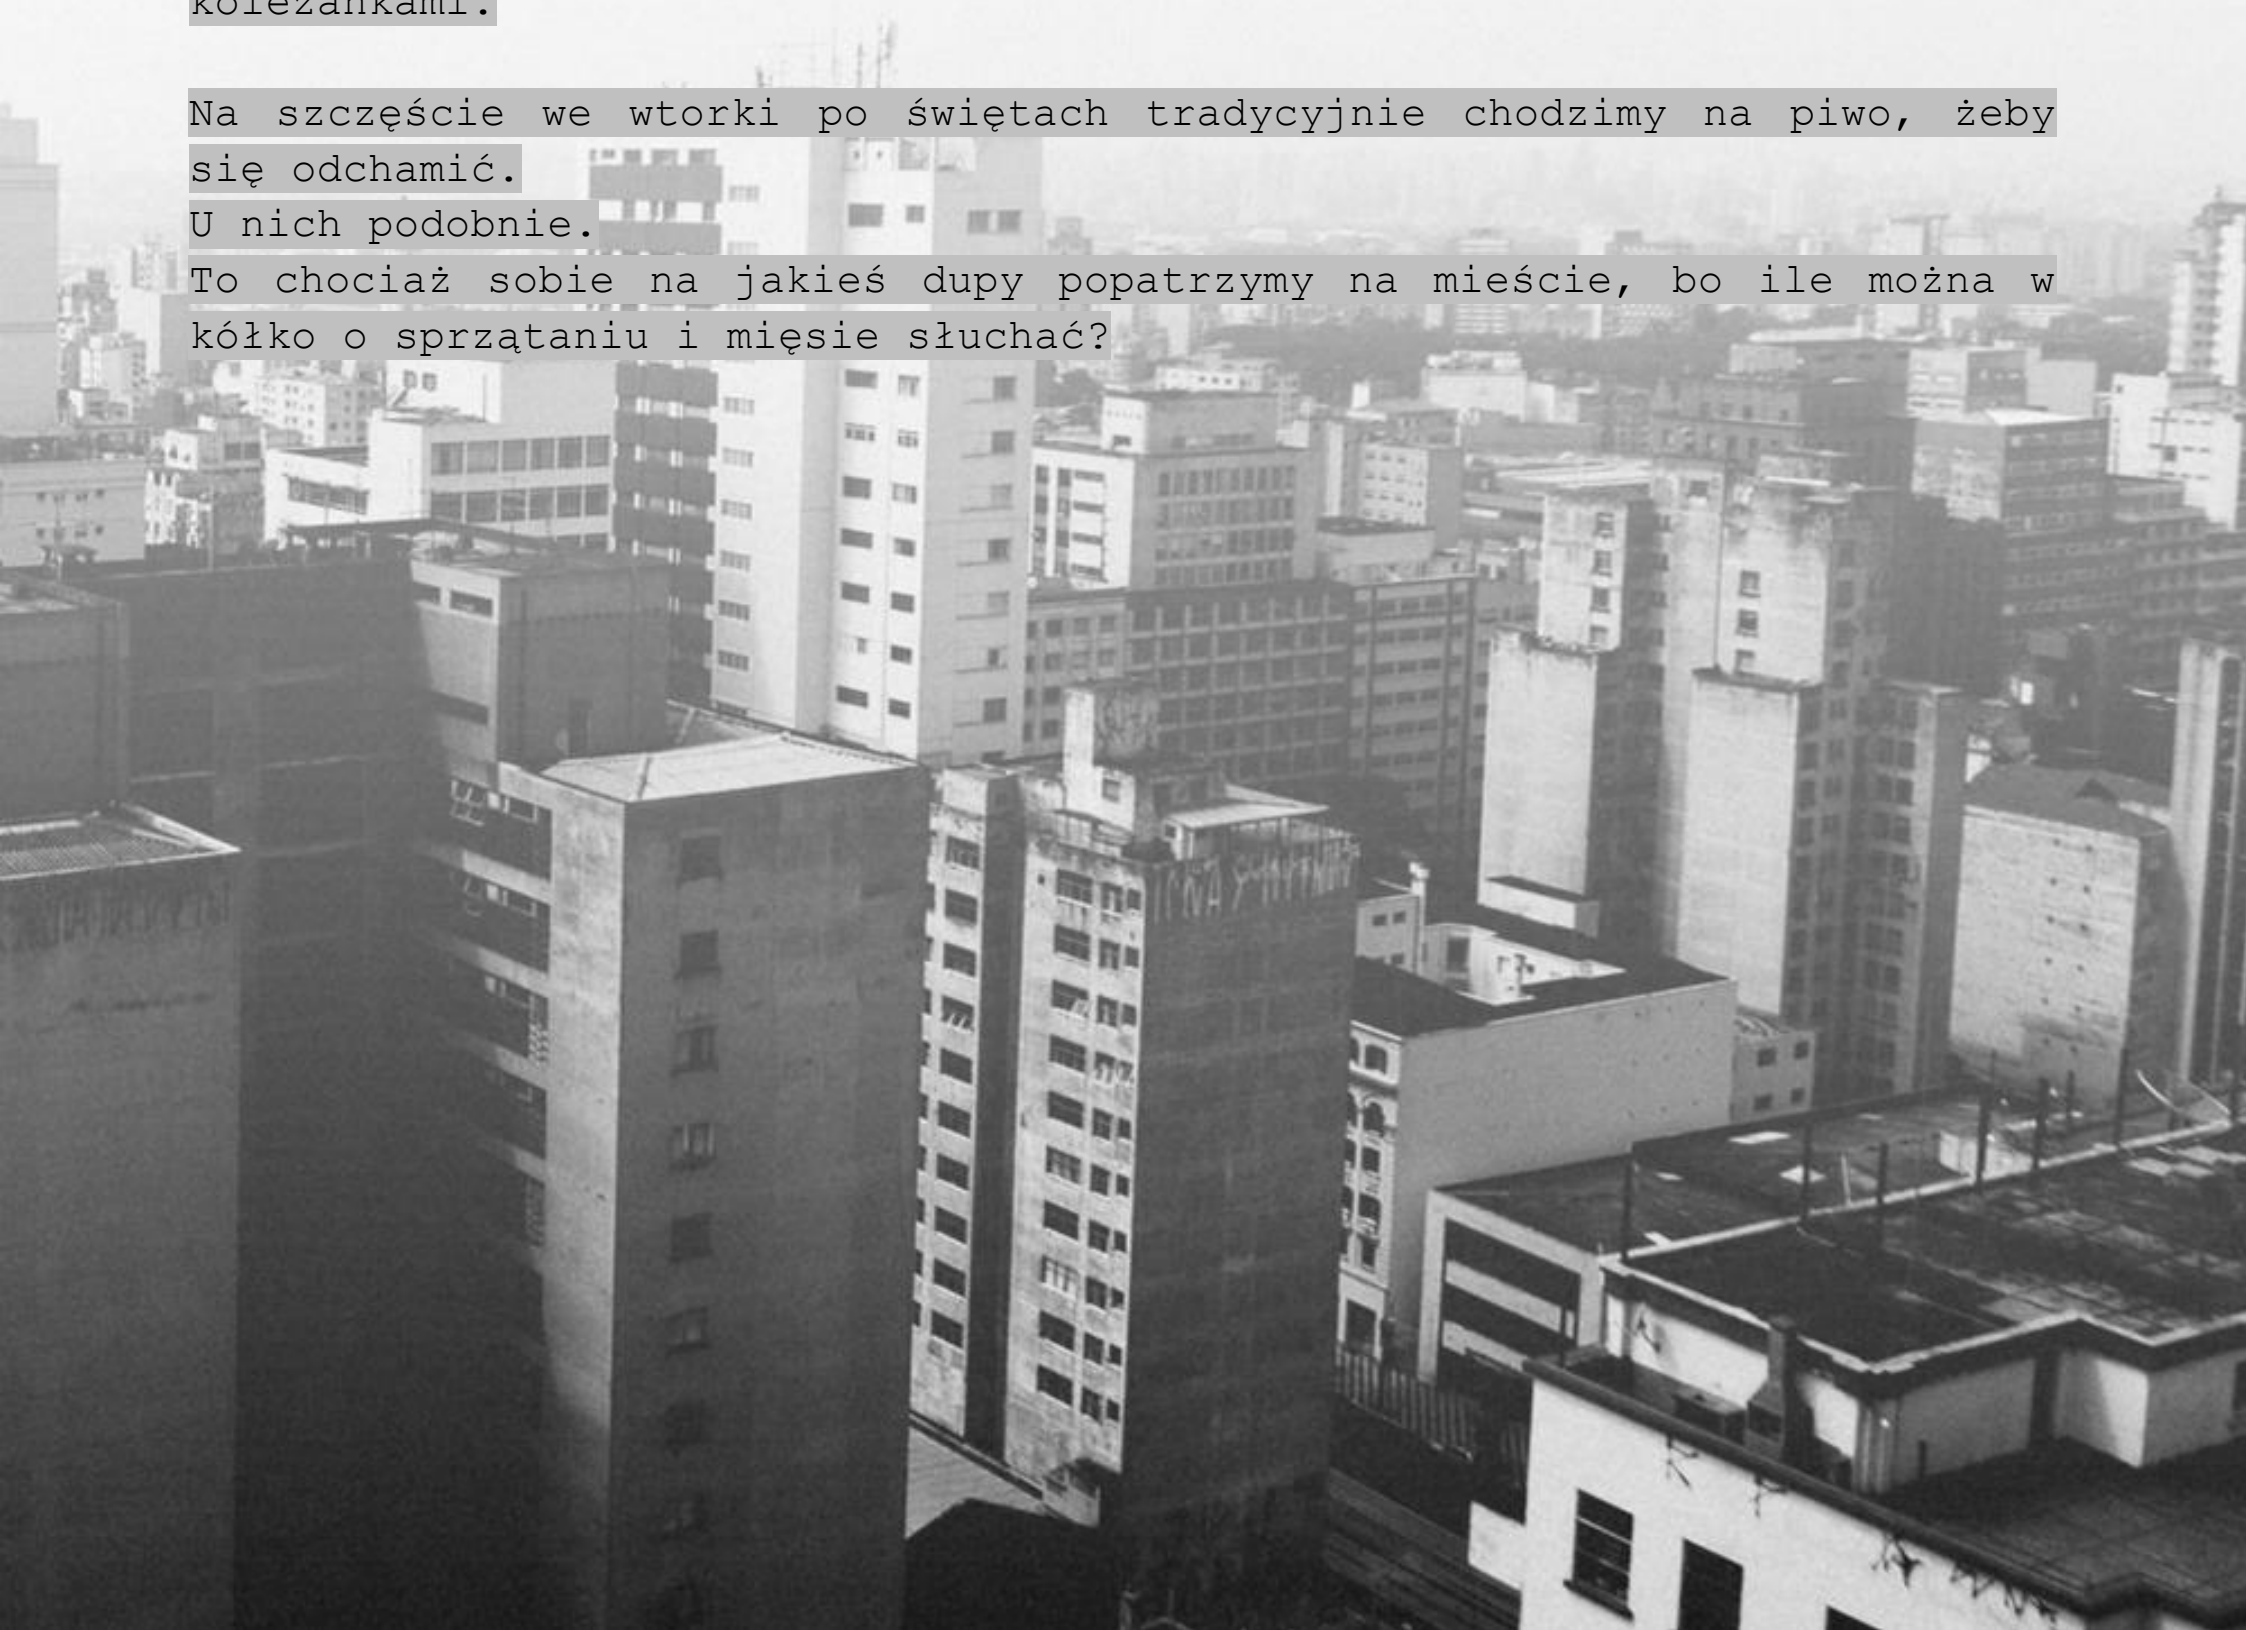 koleżankami.
Na szczęście we wtorki po świętach tradycyjnie chodzimy na piwo, żeby
się odchamić.
U nich podobnie.
To chociaż sobie na jakieś dupy popatrzymy na mieście, bo ile można w
kółko o sprzątaniu i mięsie słuchać?